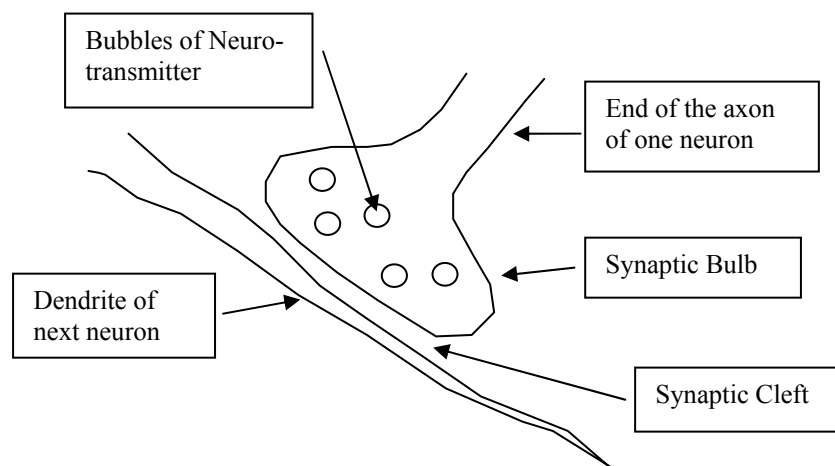 Bubbles of Neuro-
transmitter
End of the axon
of one neuron
Synaptic Bulb
Dendrite of
next neuron
Synaptic Cleft